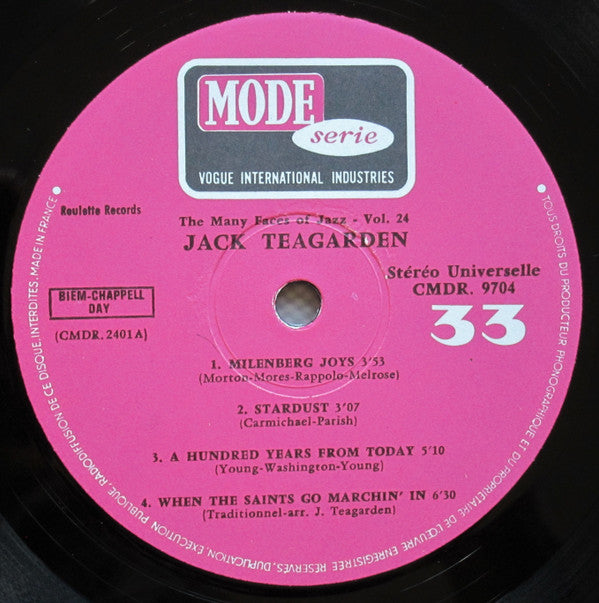 MODE
serie
VOGUE INTERNATIONAL INDUSTRIES
Roulette Records
The Many Faces of Jazz - Vol. 24
JACK TEAGARDEN
BIEM-CHAPPELL
DAY
(CMDR. 2401 A)
Stéréo Universelle
CMDR. 9704
33
1. MILENBERG JOYS 3'53
(Morton-Mores-Rappolo-Melrose)
2. STARDUST 3'07
(Carmichael-Parish)
3. A HUNDRED YEARS FROM TODAY 5'10
(Young-Washington-Young)
4. WHEN THE SAINTS GO MARCHIN' IN 6'30
(Traditionnel-arr. J. Teagarden)
• TOUS DROITS DU PRODUCTEUR PHONOGRAPHIQUE ET DU PROPRIÉTAIRE DE L'ŒUVRE ENREGISTRÉE RÉSERVÉS. DUPLICATION, EXÉCUTION PUBLIQUE, RADIODIFFUSION DE CE DISQUE, INTERDITES. MADE IN FRANCE •